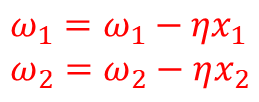 ω₁ = ω₁ − ηx₁
ω₂ = ω₂ − ηx₂